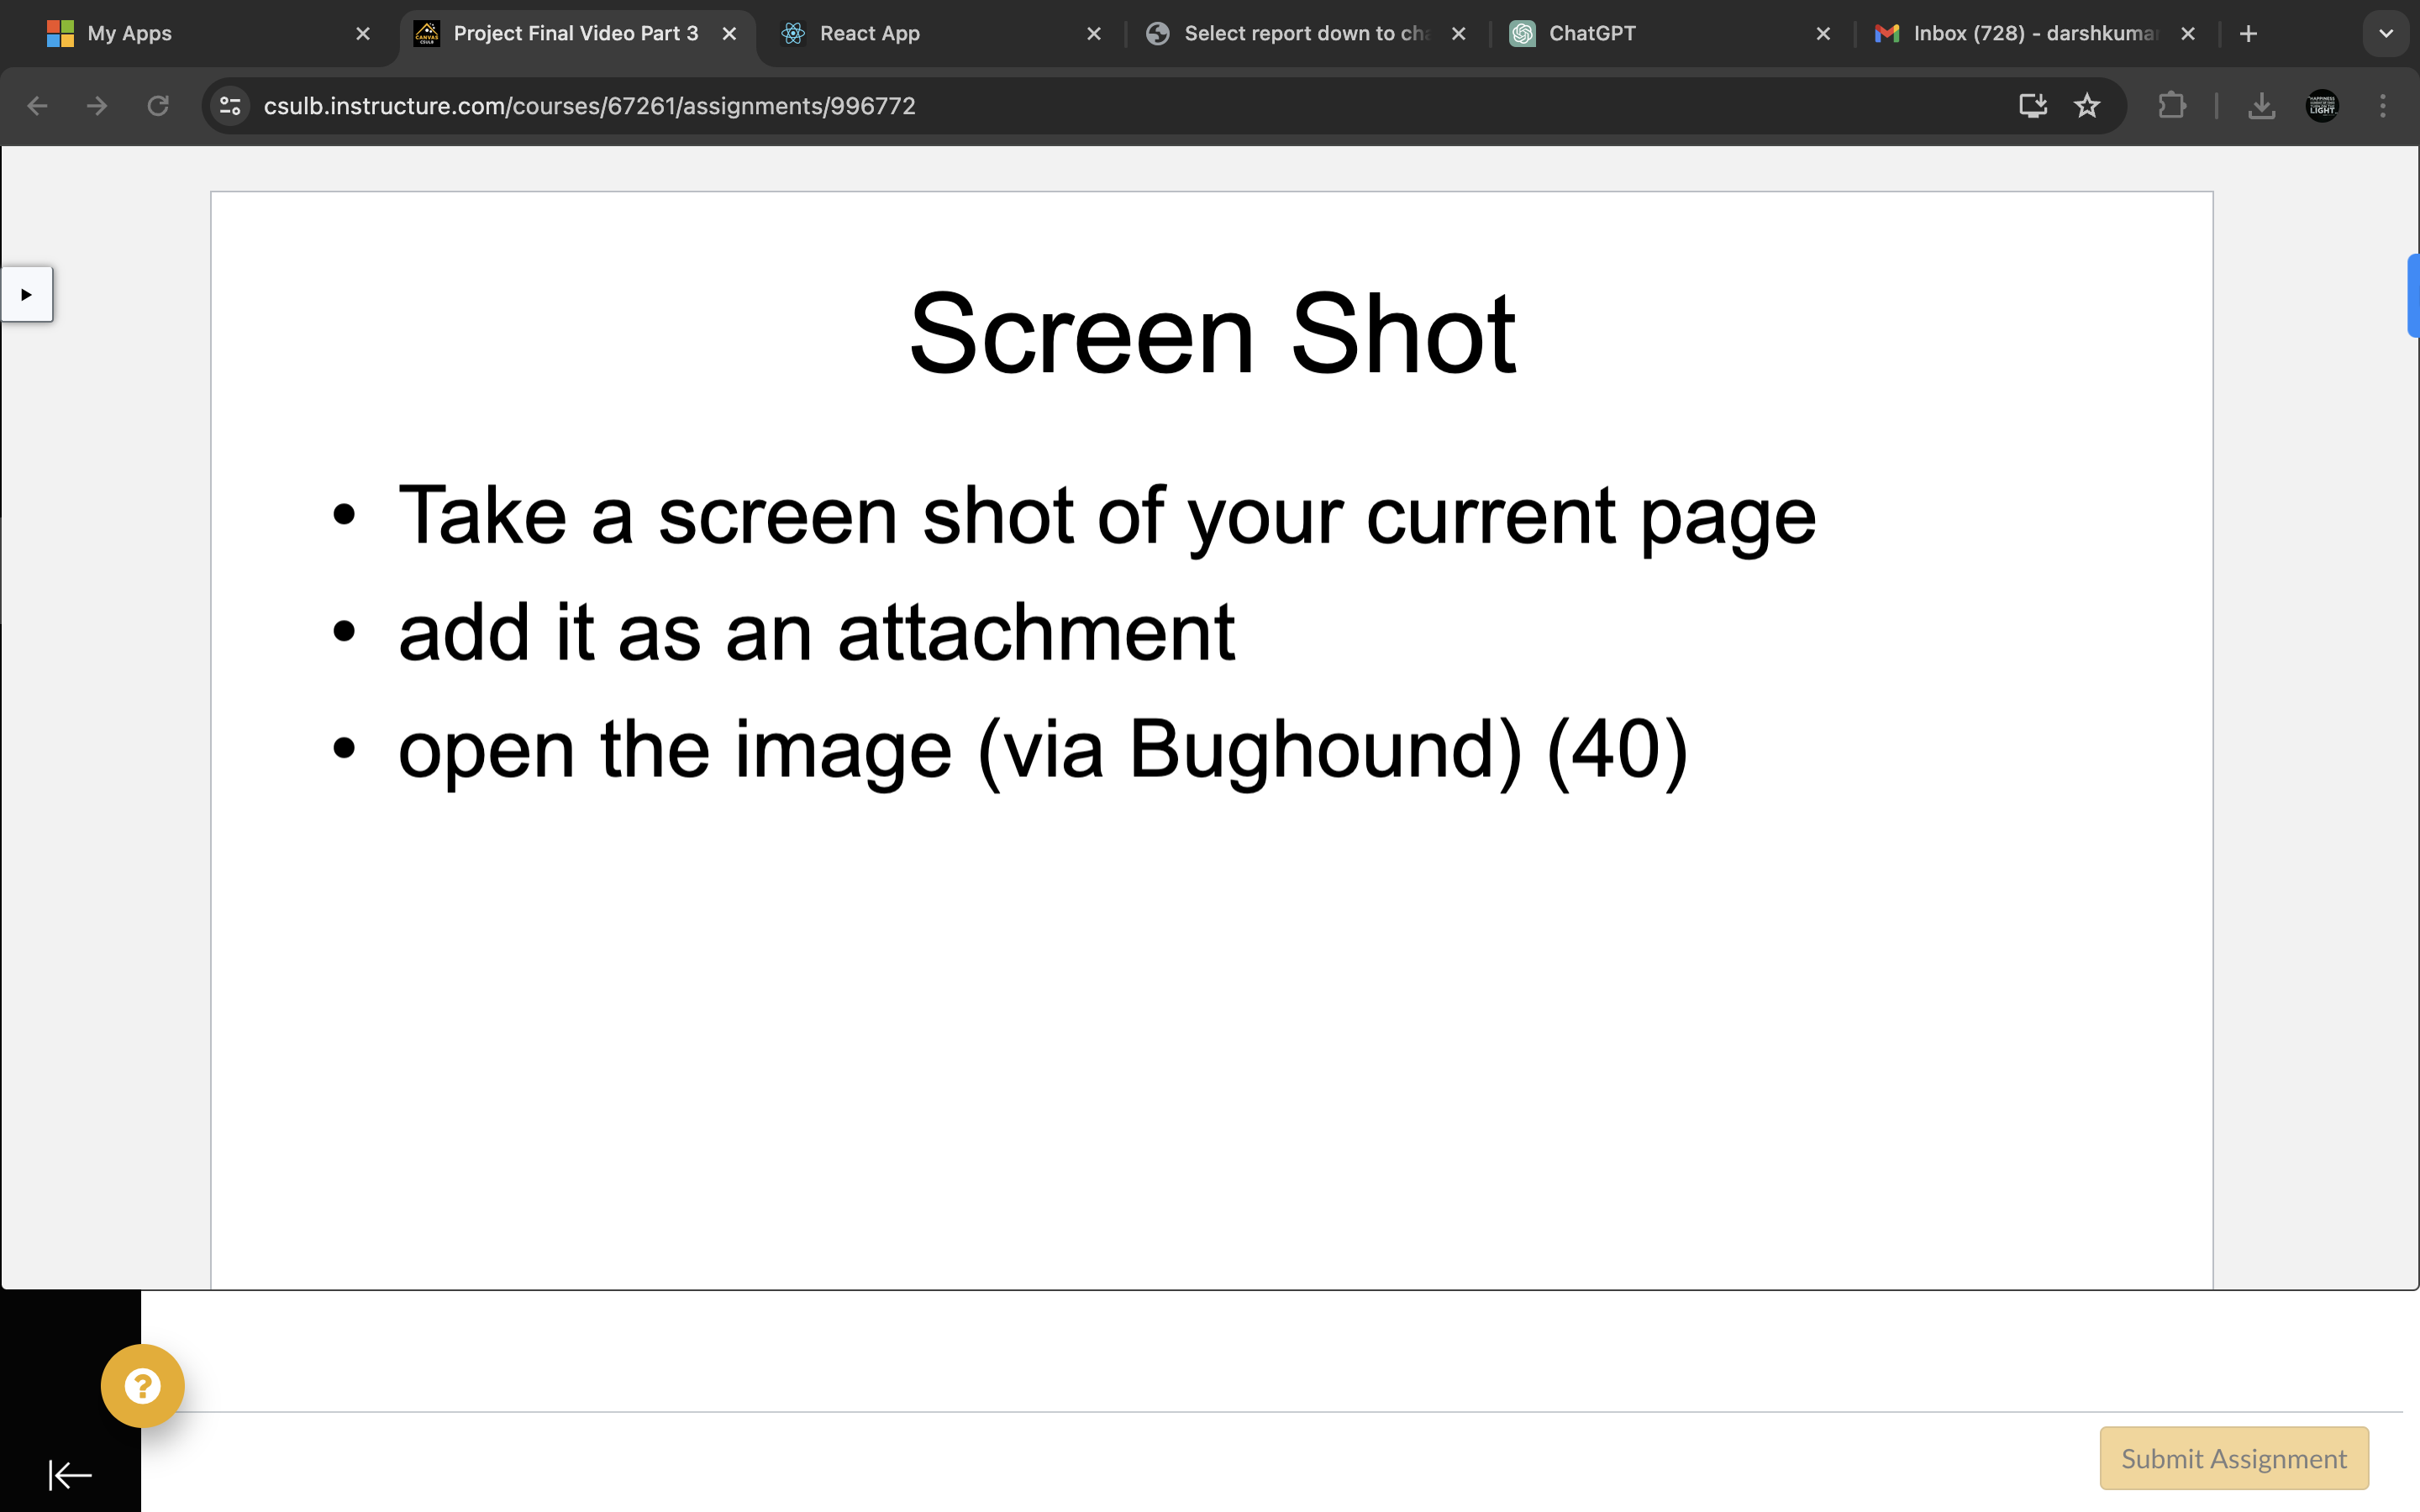 My Apps
Project Final Video Part 3
React App
Select report down to cha
ChatGPT
Inbox (728) - darshkumar
csulb.instructure.com/courses/67261/assignments/996772
Screen Shot
• Take a screen shot of your current page
• add it as an attachment
• open the image (via Bughound) (40)
?
Submit Assignment